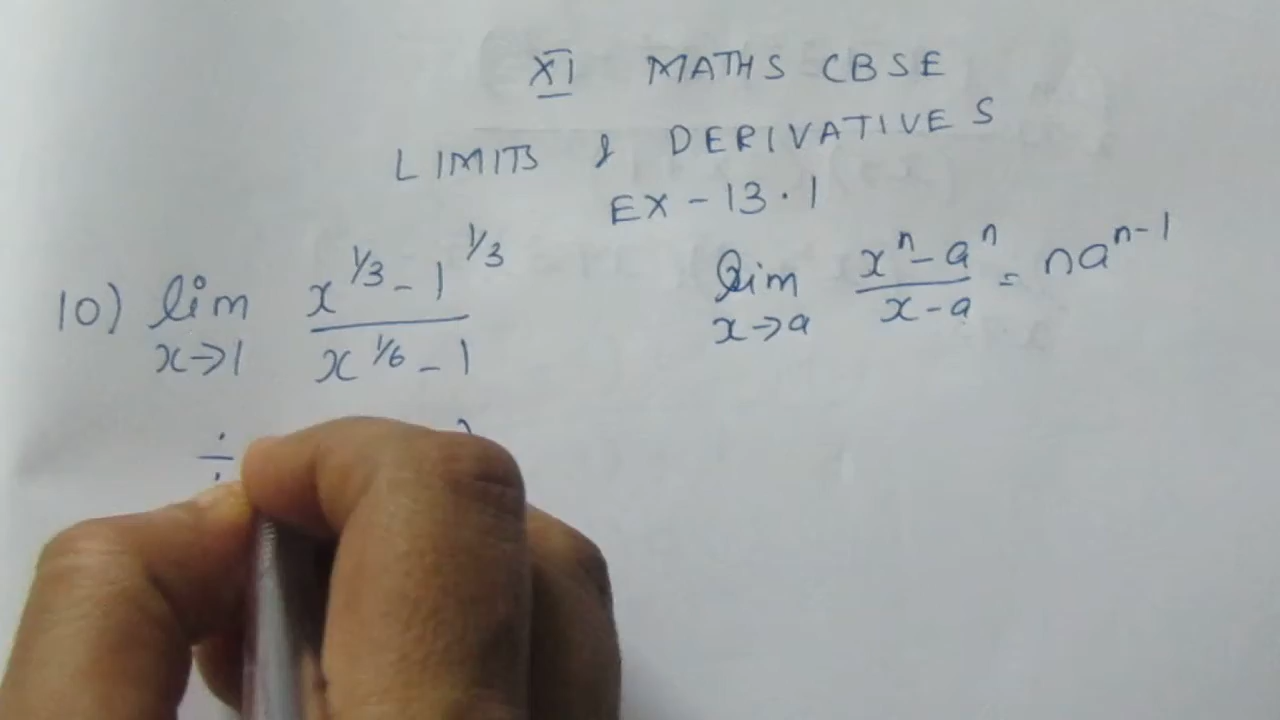 XI MATHS CBSE
LIMITS & DERIVATIVES
EX - 13.1
10) lim x→1 (x^1/3 - 1^1/3) / (x^1/6 - 1)
lim x→a (x^n - a^n) / (x - a) = na^n-1
÷